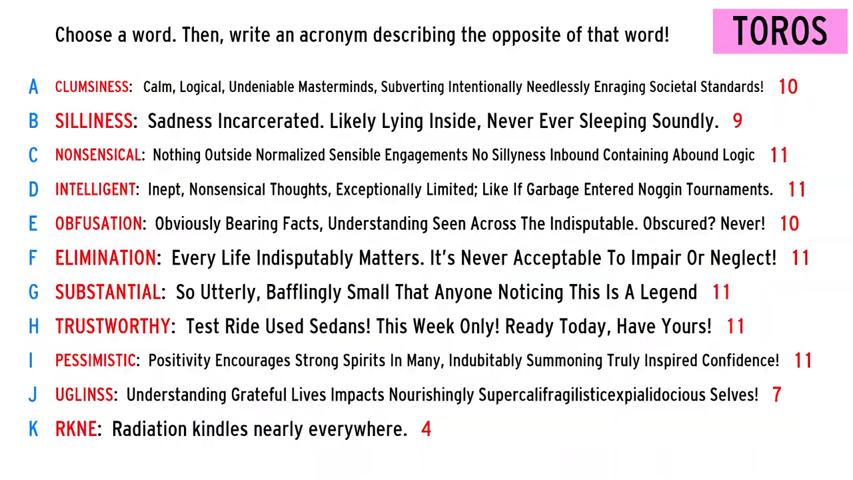 Choose a word. Then, write an acronym describing the opposite of that word!
TOROS
A CLUMSINESS: Calm, Logical, Undeniable Masterminds, Subverting Intentionally Needlessly Enraging Societal Standards! 10
B SILLINESS: Sadness Incarcerated. Likely Lying Inside, Never Ever Sleeping Soundly. 9
C NONSENSICAL: Nothing Outside Normalized Sensible Engagements No Sillyness Inbound Containing Abound Logic 11
D INTELLIGENT: Inept, Nonsensical Thoughts, Exceptionally Limited; Like If Garbage Entered Noggin Tournaments. 11
E OBFUSATION: Obviously Bearing Facts, Understanding Seen Across The Indisputable. Obscured? Never! 10
F ELIMINATION: Every Life Indisputably Matters. It's Never Acceptable To Impair Or Neglect! 11
G SUBSTANTIAL: So Utterly, Bafflingly Small That Anyone Noticing This Is A Legend 11
H TRUSTWORTHY: Test Ride Used Sedans! This Week Only! Ready Today, Have Yours! 11
I PESSIMISTIC: Positivity Encourages Strong Spirits In Many, Indubitably Summoning Truly Inspired Confidence! 11
J UGLINSS: Understanding Grateful Lives Impacts Nourishingly Supercalifragilisticexpialidocious Selves! 7
K RKNE: Radiation kindles nearly everywhere. 4